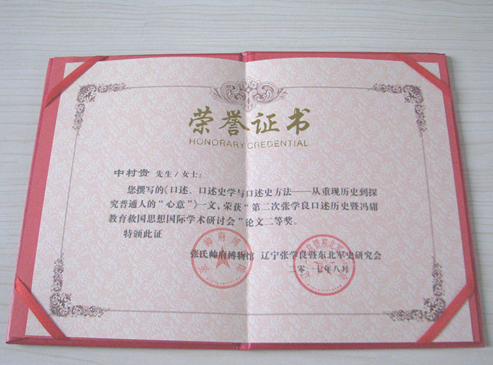 荣誉证书
HONORARY CREDENTIAL
中村贵 先生/女士:
您撰写的《口述、口述史学与口述史方法——从重现历史到探
究普通人的“心意”》一文,荣获“第二次张学良口述历史暨冯庸
教育救国思想国际学术研讨会”论文二等奖。
特颁此证
张氏帅府博物馆 辽宁张学良暨东北军史研究会
二〇一七年八月